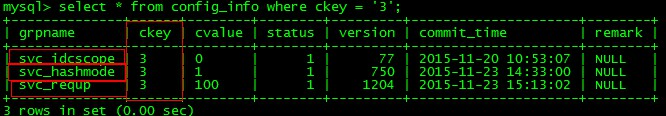 mysql> select * from config_info where ckey = '3';
+--------------+------+--------+--------+---------+---------------------+--------+
| grpname | ckey | cvalue | status | version | commit_time | remark |
+--------------+------+--------+--------+---------+---------------------+--------+
| svc_idcscope | 3 | 0 | 1 | 77 | 2015-11-20 10:53:07 | NULL |
| svc_hashmode | 3 | 1 | 1 | 750 | 2015-11-23 14:33:00 | NULL |
| svc_requp | 3 | 100 | 1 | 1204 | 2015-11-23 15:13:02 | NULL |
+--------------+------+--------+--------+---------+---------------------+--------+
3 rows in set (0.00 sec)